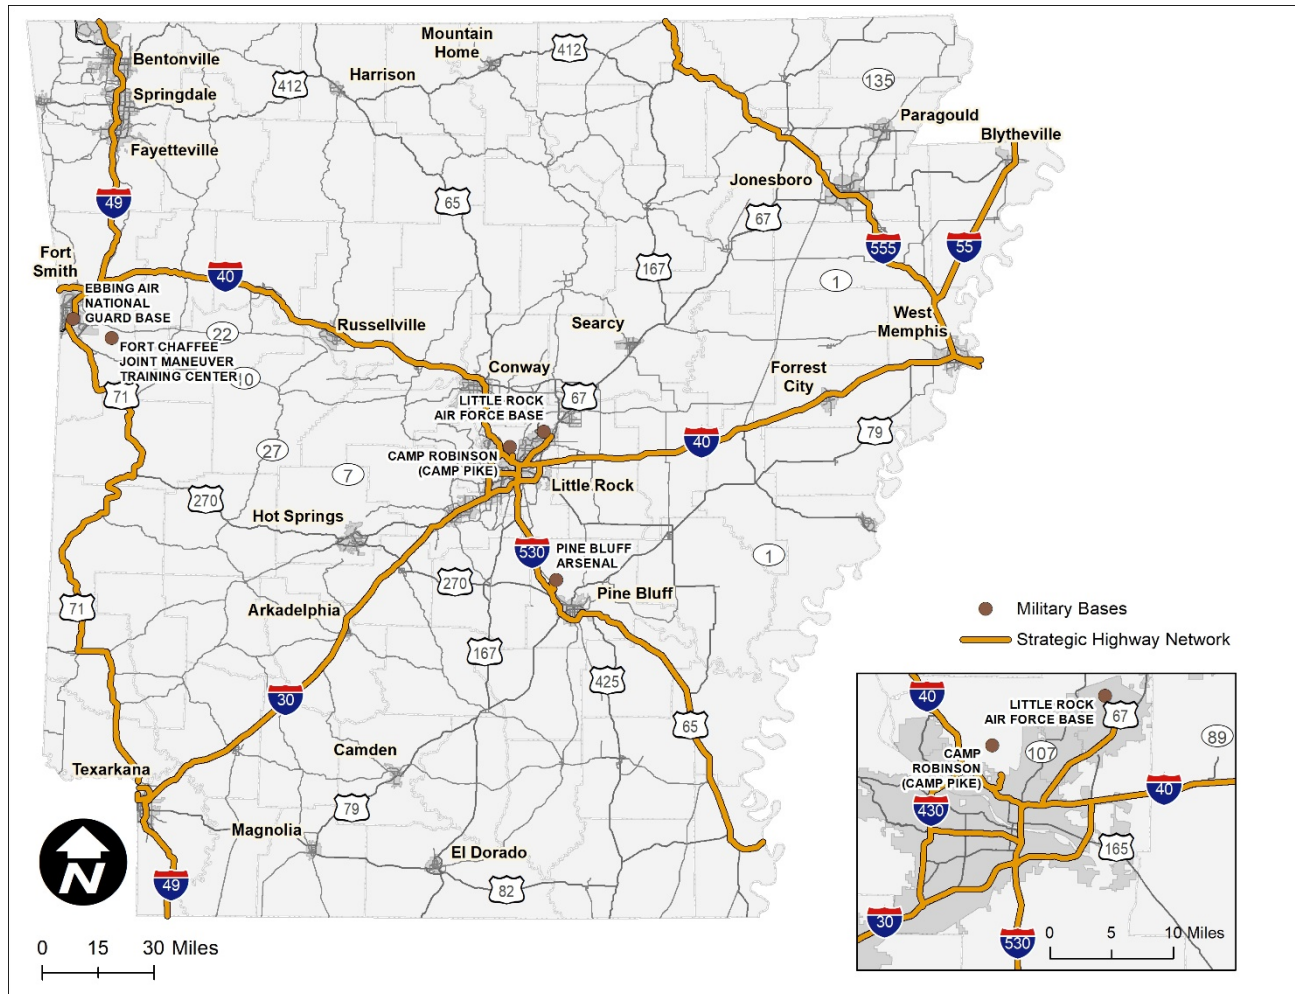 Mountain
Home
412
Bentonville
Harrison
135
Springdale
412
Paragould
Blytheville
Fayetteville
Jonesboro
49
65
67
555
55
Fort
Smith
40
167
1
EBBING AIR
NATIONAL
GUARD BASE
Russellville
Searcy
West
Memphis
22
FORT CHAFFEE
JOINT MANEUVER
TRAINING CENTER
10
71
Conway
Forrest
City
67
LITTLE ROCK
AIR FORCE BASE
79
40
27
CAMP ROBINSON
(CAMP PIKE)
7
Little Rock
270
Hot Springs
530
PINE BLUFF
ARSENAL
1
270
Pine Bluff
71
Arkadelphia
Military Bases
Strategic Highway Network
167
425
30
65
Camden
Texarkana
79
Magnolia
El Dorado
49
82
N
0 15 30 Miles
40
LITTLE ROCK
AIR FORCE BASE
67
107
89
CAMP
ROBINSON
(CAMP PIKE)
40
430
165
30
530
0 5 10 Miles